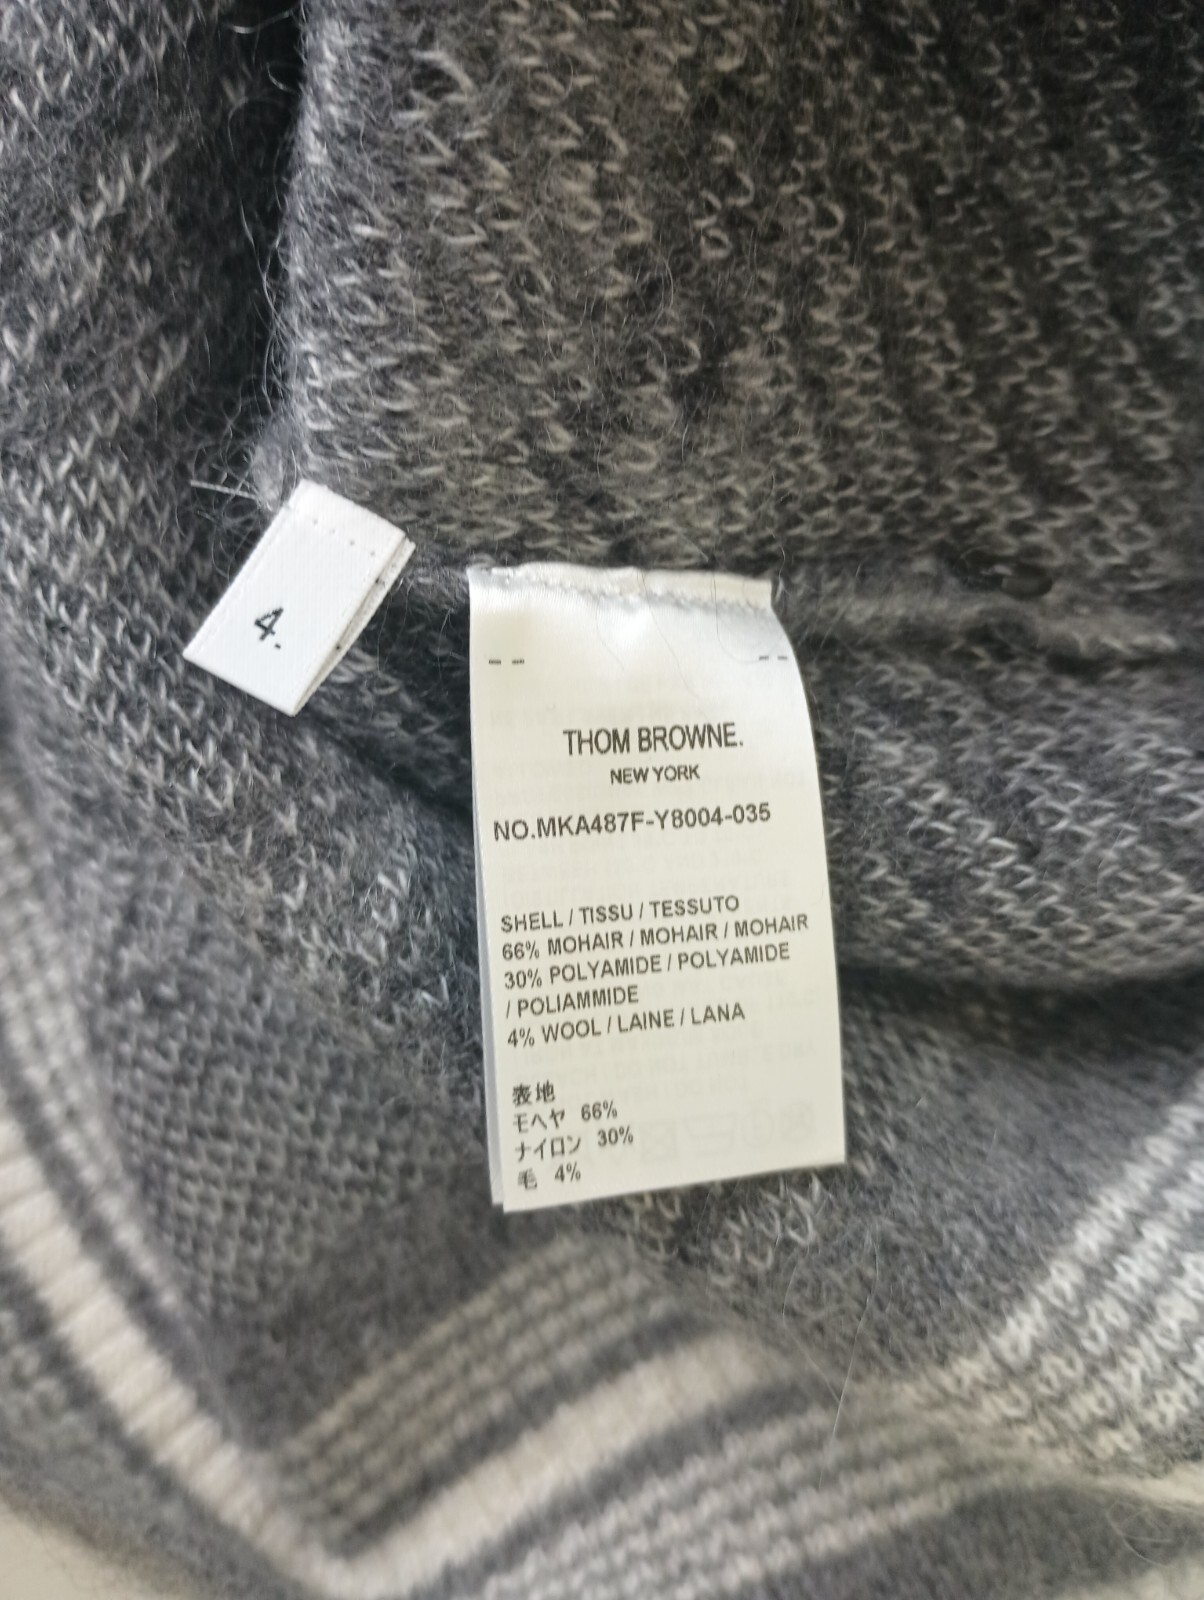 4.
THOM BROWNE.
NEW YORK
NO.MKA487F-Y8004-035
SHELL / TISSU / TESSUTO
66% MOHAIR / MOHAIR / MOHAIR
30% POLYAMIDE / POLYAMIDE
/ POLIAMMIDE
4% WOOL / LAINE / LANA
表地
モヘヤ 66%
ナイロン 30%
毛 4%